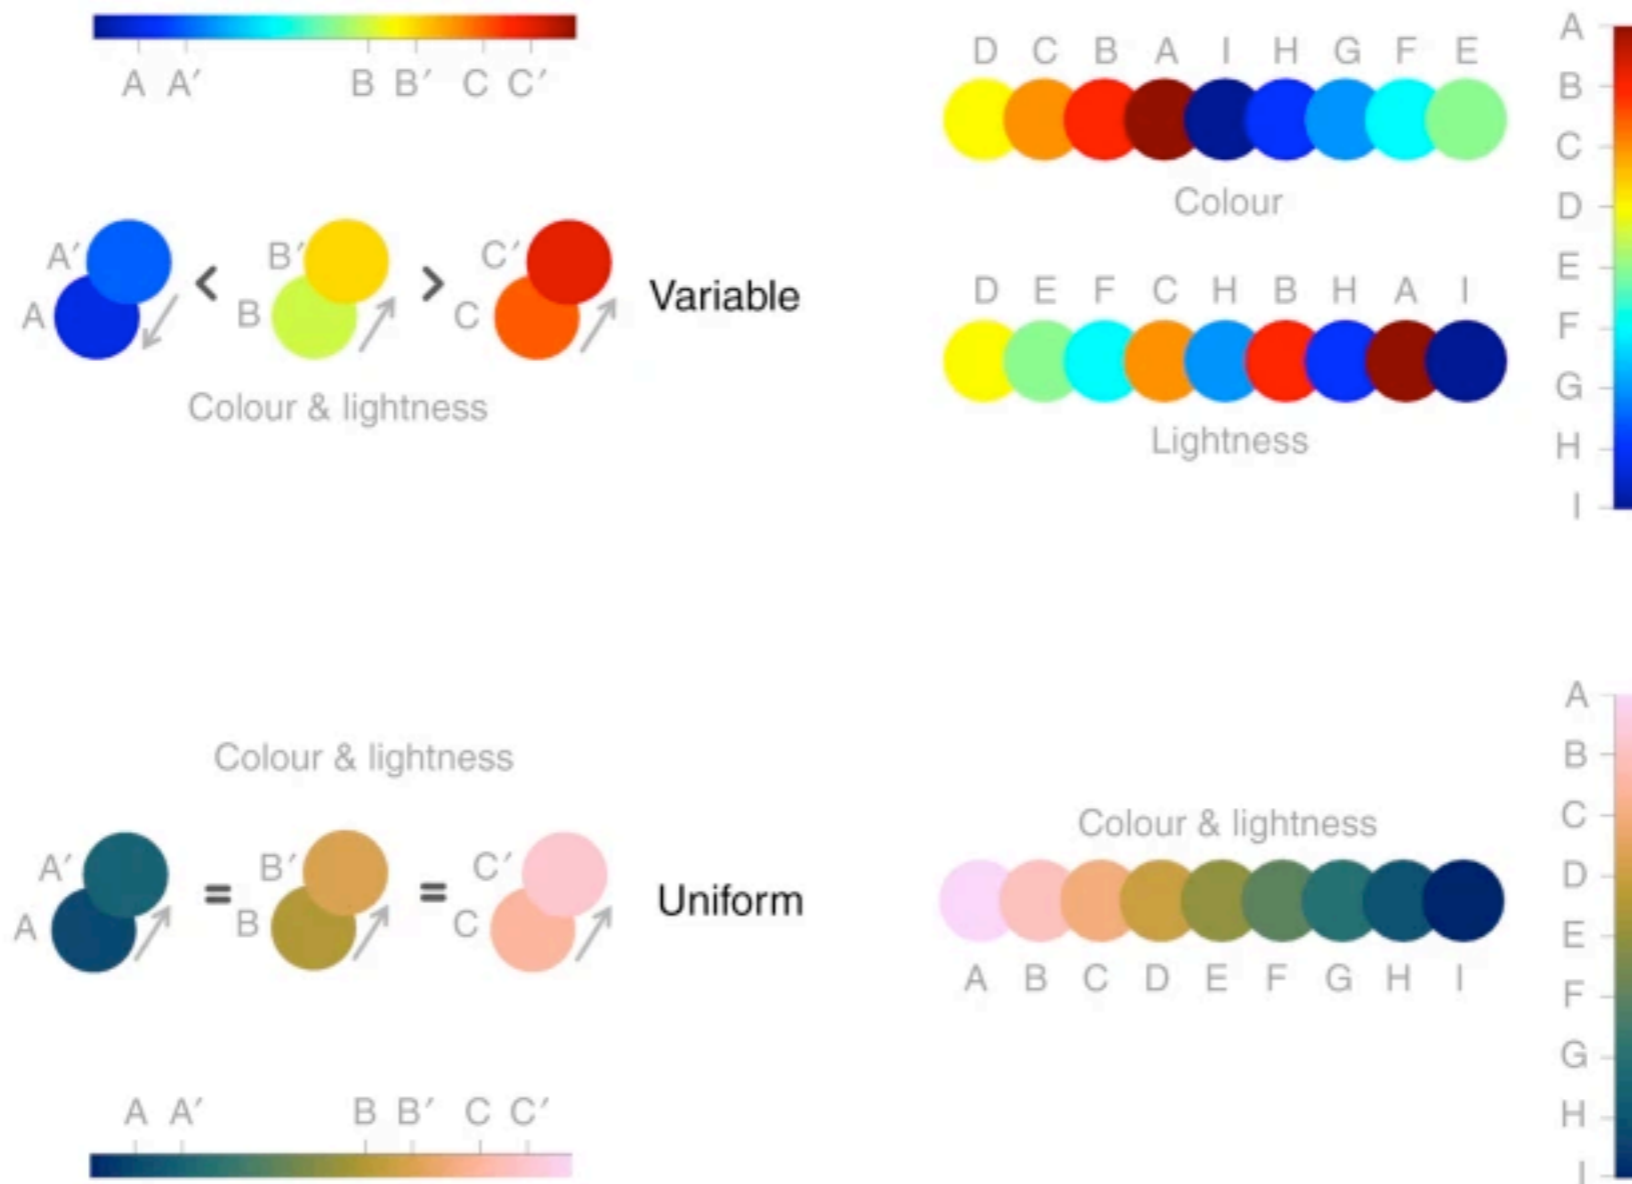 A A′ B B′ C C′
A′ < B′ > C′
A B C
Variable
Colour & lightness
D C B A I H G F E
Colour
D E F C H B H A I
Lightness
A
B
C
D
E
F
G
H
I
Colour & lightness
A′ = B′ = C′
A B C
Uniform
A A′ B B′ C C′
Colour & lightness
A B C D E F G H I
A
B
C
D
E
F
G
H
I